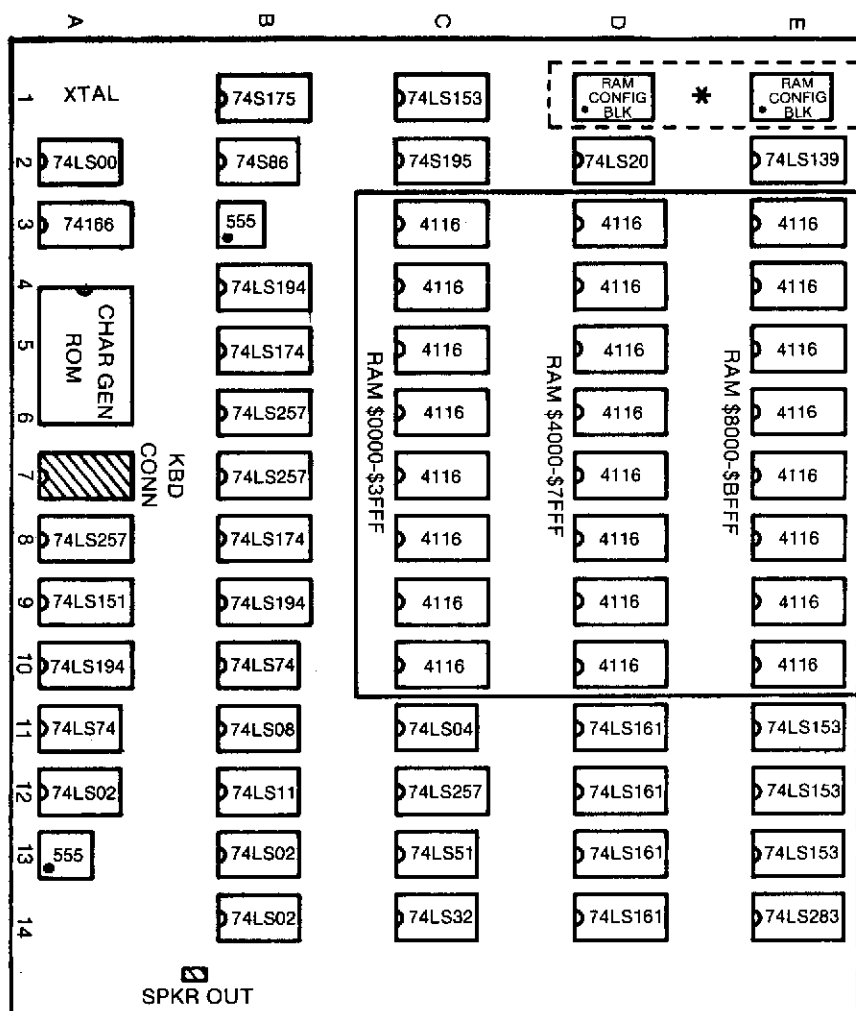 A B C D E
1 XTAL 74S175 74LS153 RAM CONFIG BLK * RAM CONFIG BLK
2 74LS00 74S86 74S195 74LS20 74LS139
3 74166 555 4116 4116 4116
4 74LS194 4116 4116 4116
CHAR GEN
ROM
5 74LS174 4116 4116 4116
RAM $0000-$3FFF
RAM $4000-$7FFF
RAM $8000-$BFFF
6 74LS257 4116 4116 4116
KBD
CONN
7 74LS257 4116 4116 4116
8 74LS257 74LS174 4116 4116 4116
9 74LS151 74LS194 4116 4116 4116
10 74LS194 74LS74 4116 4116 4116
11 74LS74 74LS08 74LS04 74LS161 74LS153
12 74LS02 74LS11 74LS257 74LS161 74LS153
13 555 74LS02 74LS51 74LS161 74LS153
14 74LS02 74LS32 74LS161 74LS283
SPKR OUT